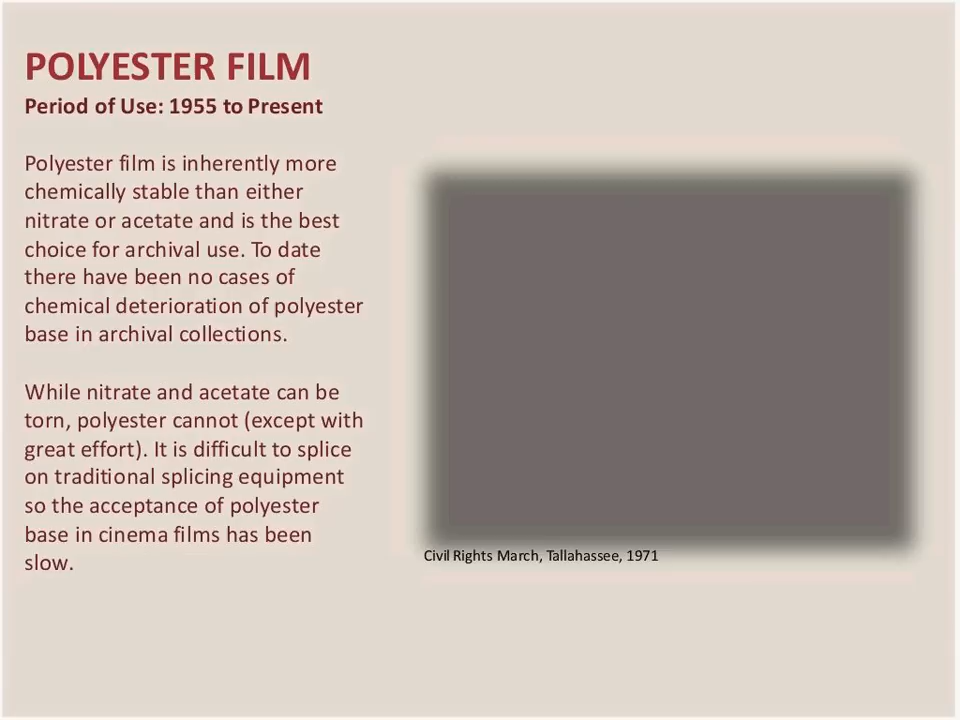 POLYESTER FILM
Period of Use: 1955 to Present
Polyester film is inherently more
chemically stable than either
nitrate or acetate and is the best
choice for archival use. To date
there have been no cases of
chemical deterioration of polyester
base in archival collections.
While nitrate and acetate can be
torn, polyester cannot (except with
great effort). It is difficult to splice
on traditional splicing equipment
so the acceptance of polyester
base in cinema films has been
slow.
Civil Rights March, Tallahassee, 1971